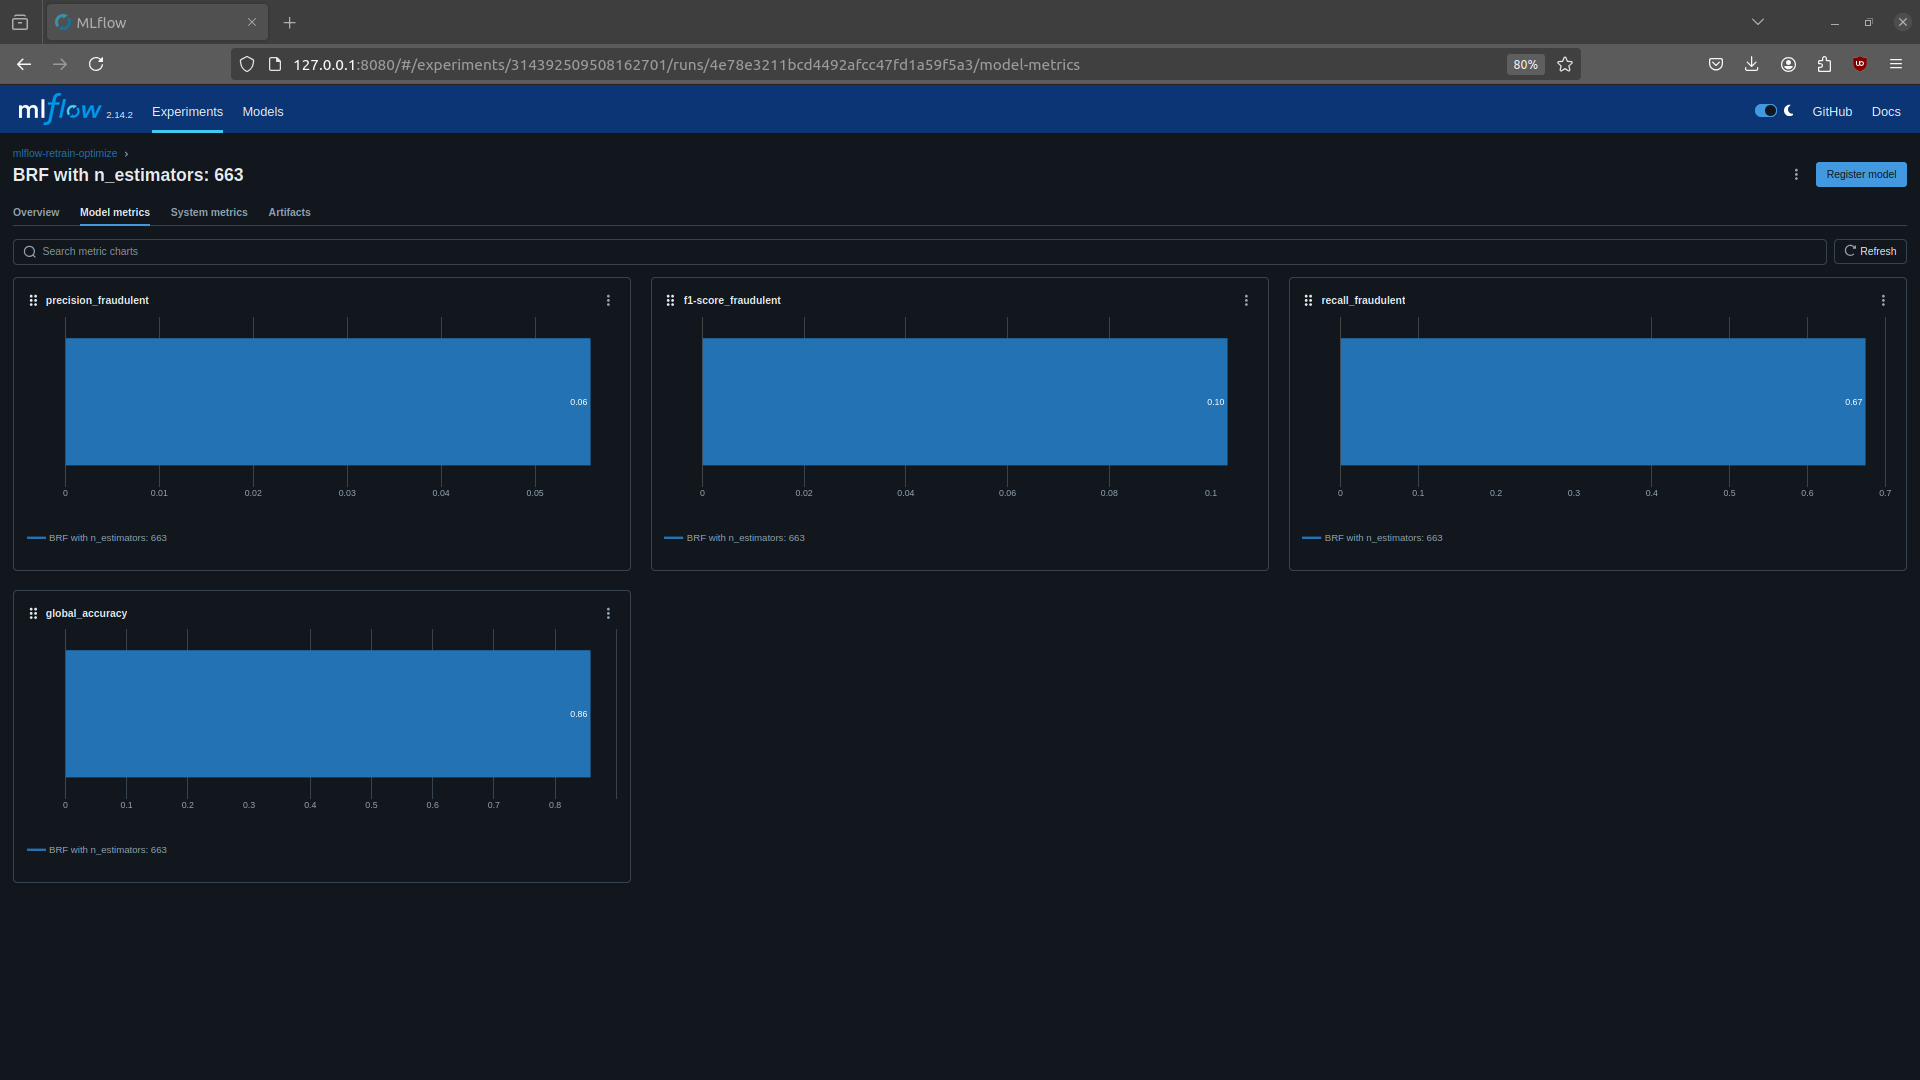 MLflow
127.0.0.1:8080/#/experiments/314392509508162701/runs/4e78e3211bcd4492afcc47fd1a59f5a3/model-metrics
80%
mlflow 2.14.2
Experiments
Models
GitHub
Docs
mlflow-retrain-optimize
BRF with n_estimators: 663
Register model
Overview
Model metrics
System metrics
Artifacts
Search metric charts
Refresh
precision_fraudulent
0.06
0 0.01 0.02 0.03 0.04 0.05
BRF with n_estimators: 663
f1-score_fraudulent
0.10
0 0.02 0.04 0.06 0.08 0.1
BRF with n_estimators: 663
recall_fraudulent
0.67
0 0.1 0.2 0.3 0.4 0.5 0.6 0.7
BRF with n_estimators: 663
global_accuracy
0.86
0 0.1 0.2 0.3 0.4 0.5 0.6 0.7 0.8
BRF with n_estimators: 663